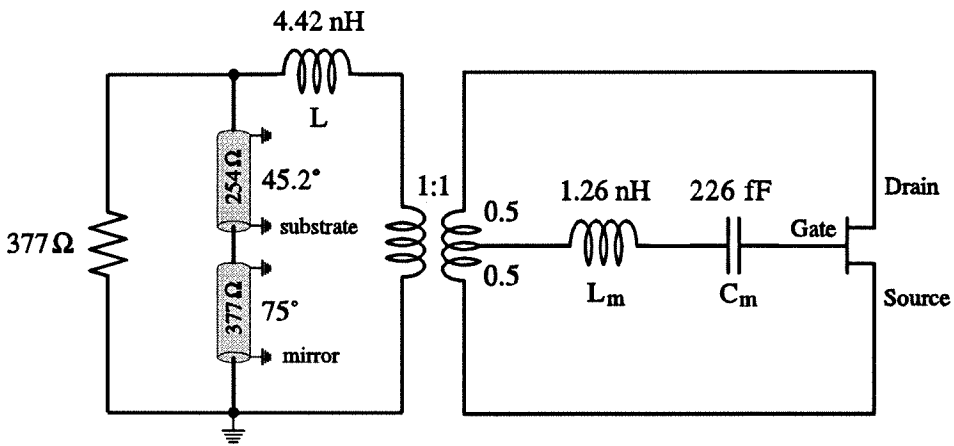 4.42 nH
L
254Ω
45.2°
substrate
377Ω
377Ω
75°
mirror
1:1
0.5
0.5
1.26 nH
Lm
226 fF
Cm
Gate
Drain
Source